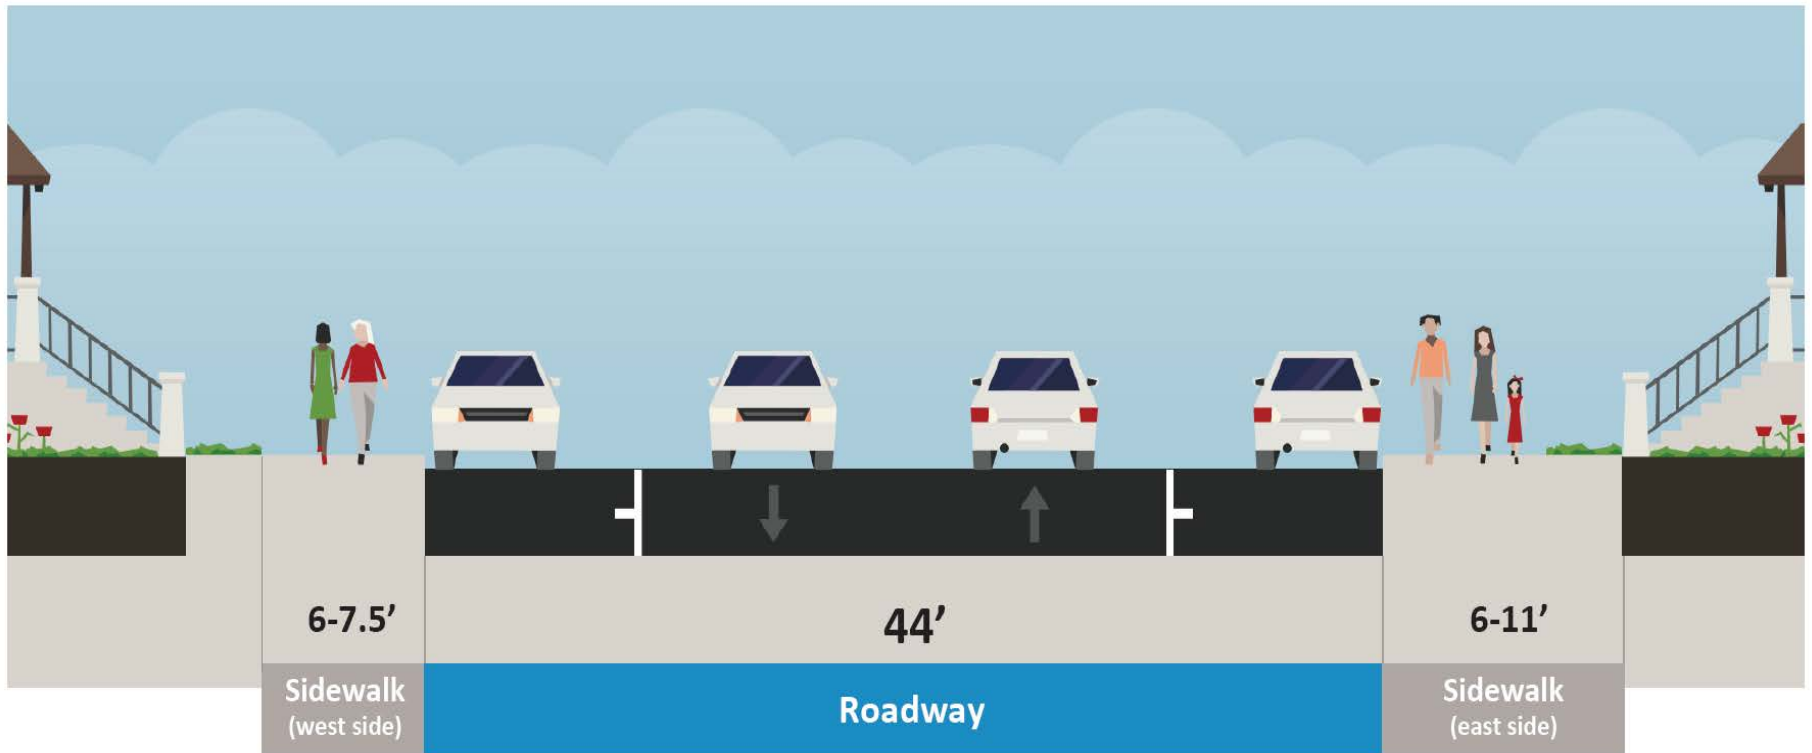 6-7.5’
44’
6-11’
Sidewalk
(west side)
Roadway
Sidewalk
(east side)